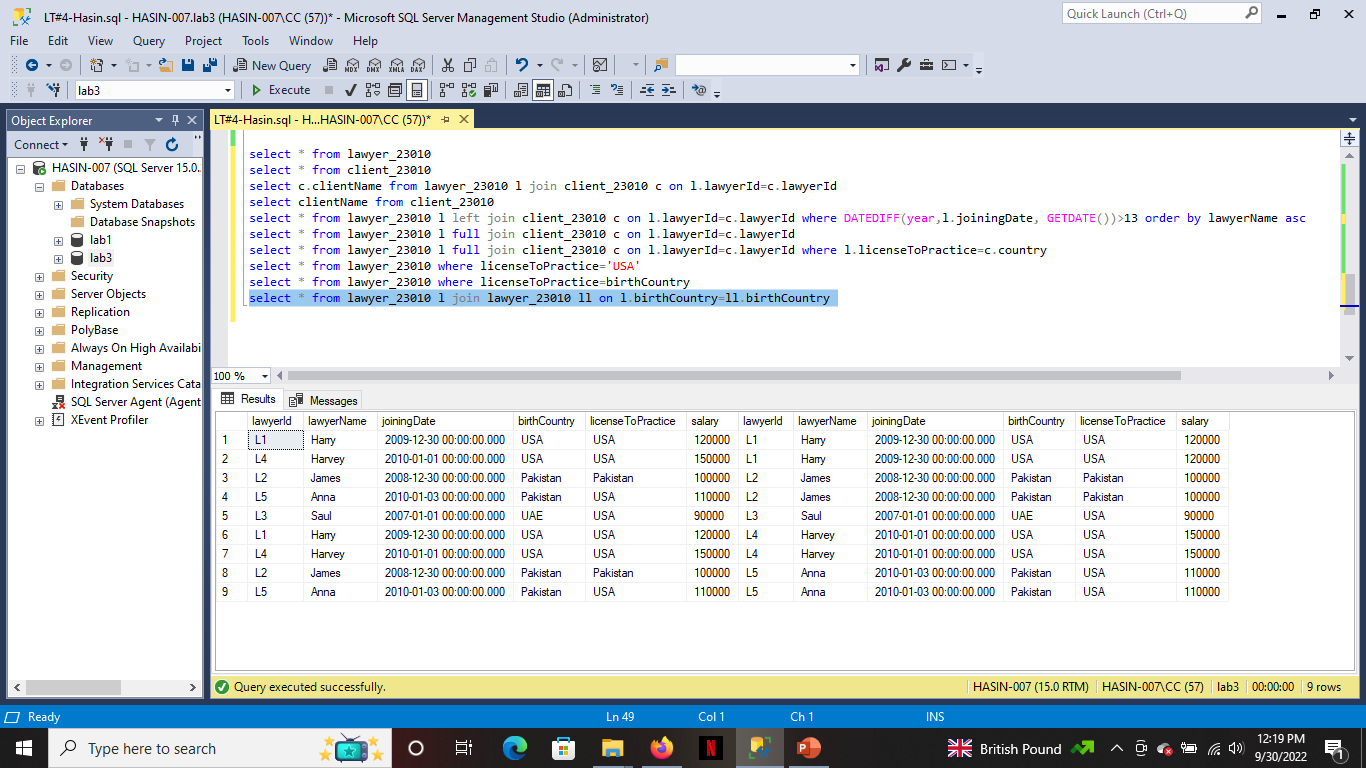 LT#4-Hasin.sql - HASIN-007.lab3 (HASIN-007\CC (57))* - Microsoft SQL Server Management Studio (Administrator)
Quick Launch (Ctrl+Q)
File Edit View Query Project Tools Window Help
New Query MDX DMX XMLA DAX
lab3 Execute
Object Explorer
Connect
HASIN-007 (SQL Server 15.0.
Databases
System Databases
Database Snapshots
lab1
lab3
Security
Server Objects
Replication
PolyBase
Always On High Availabi
Management
Integration Services Cata
SQL Server Agent (Agent
XEvent Profiler
LT#4-Hasin.sql - H...HASIN-007\CC (57))*
select * from lawyer_23010
select * from client_23010
select c.clientName from lawyer_23010 l join client_23010 c on l.lawyerId=c.lawyerId
select clientName from client_23010
select * from lawyer_23010 l left join client_23010 c on l.lawyerId=c.lawyerId where DATEDIFF(year,l.joiningDate, GETDATE())>13 order by lawyerName asc
select * from lawyer_23010 l full join client_23010 c on l.lawyerId=c.lawyerId
select * from lawyer_23010 l full join client_23010 c on l.lawyerId=c.lawyerId where l.licenseToPractice=c.country
select * from lawyer_23010 where licenseToPractice='USA'
select * from lawyer_23010 where licenseToPractice=birthCountry
select * from lawyer_23010 l join lawyer_23010 ll on l.birthCountry=ll.birthCountry
100 %
Results Messages
lawyerId lawyerName joiningDate birthCountry licenseToPractice salary lawyerId lawyerName joiningDate birthCountry licenseToPractice salary
1 L1 Harry 2009-12-30 00:00:00.000 USA USA 120000 L1 Harry 2009-12-30 00:00:00.000 USA USA 120000
2 L4 Harvey 2010-01-01 00:00:00.000 USA USA 150000 L1 Harry 2009-12-30 00:00:00.000 USA USA 120000
3 L2 James 2008-12-30 00:00:00.000 Pakistan Pakistan 100000 L2 James 2008-12-30 00:00:00.000 Pakistan Pakistan 100000
4 L5 Anna 2010-01-03 00:00:00.000 Pakistan USA 110000 L2 James 2008-12-30 00:00:00.000 Pakistan Pakistan 100000
5 L3 Saul 2007-01-01 00:00:00.000 UAE USA 90000 L3 Saul 2007-01-01 00:00:00.000 UAE USA 90000
6 L1 Harry 2009-12-30 00:00:00.000 USA USA 120000 L4 Harvey 2010-01-01 00:00:00.000 USA USA 150000
7 L4 Harvey 2010-01-01 00:00:00.000 USA USA 150000 L4 Harvey 2010-01-01 00:00:00.000 USA USA 150000
8 L2 James 2008-12-30 00:00:00.000 Pakistan Pakistan 100000 L5 Anna 2010-01-03 00:00:00.000 Pakistan USA 110000
9 L5 Anna 2010-01-03 00:00:00.000 Pakistan USA 110000 L5 Anna 2010-01-03 00:00:00.000 Pakistan USA 110000
Query executed successfully. HASIN-007 (15.0 RTM) HASIN-007\CC (57) lab3 00:00:00 9 rows
Ready Ln 49 Col 1 Ch 1 INS
Type here to search N P British Pound 12:19 PM
9/30/2022 1